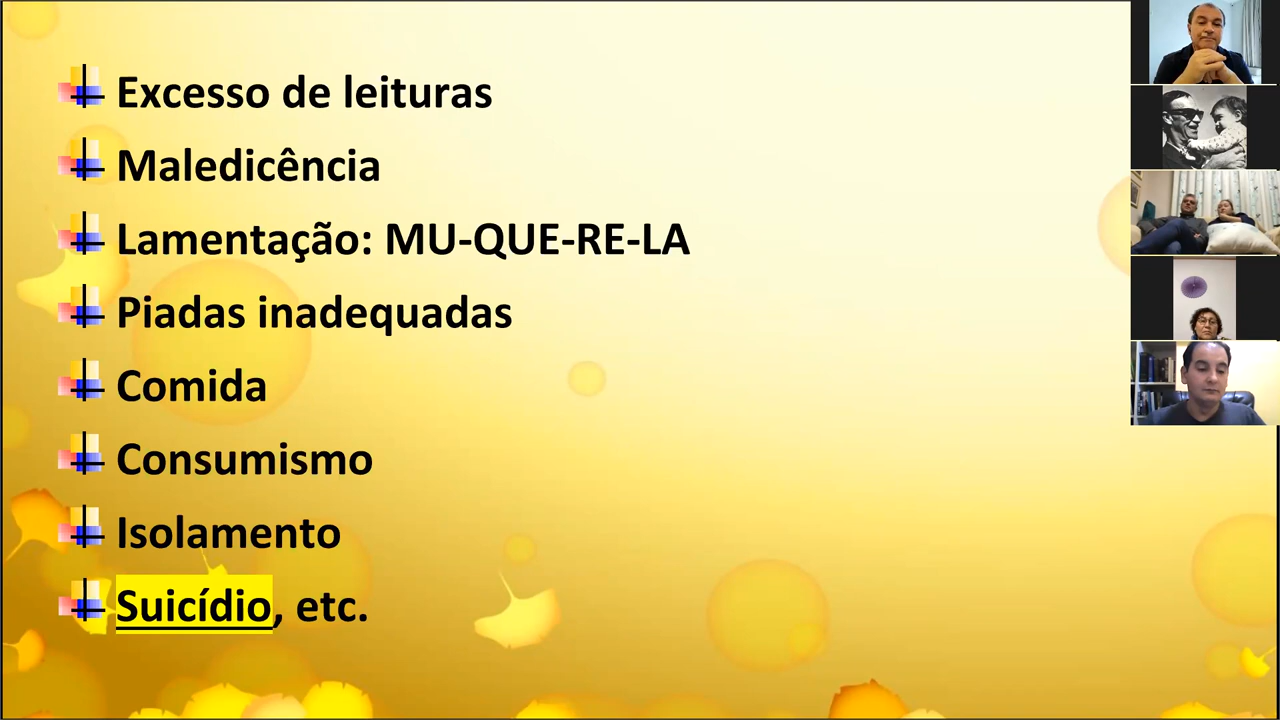 Excesso de leituras
Maledicência
Lamentação: MU-QUE-RE-LA
Piadas inadequadas
Comida
Consumismo
Isolamento
Suicídio, etc.